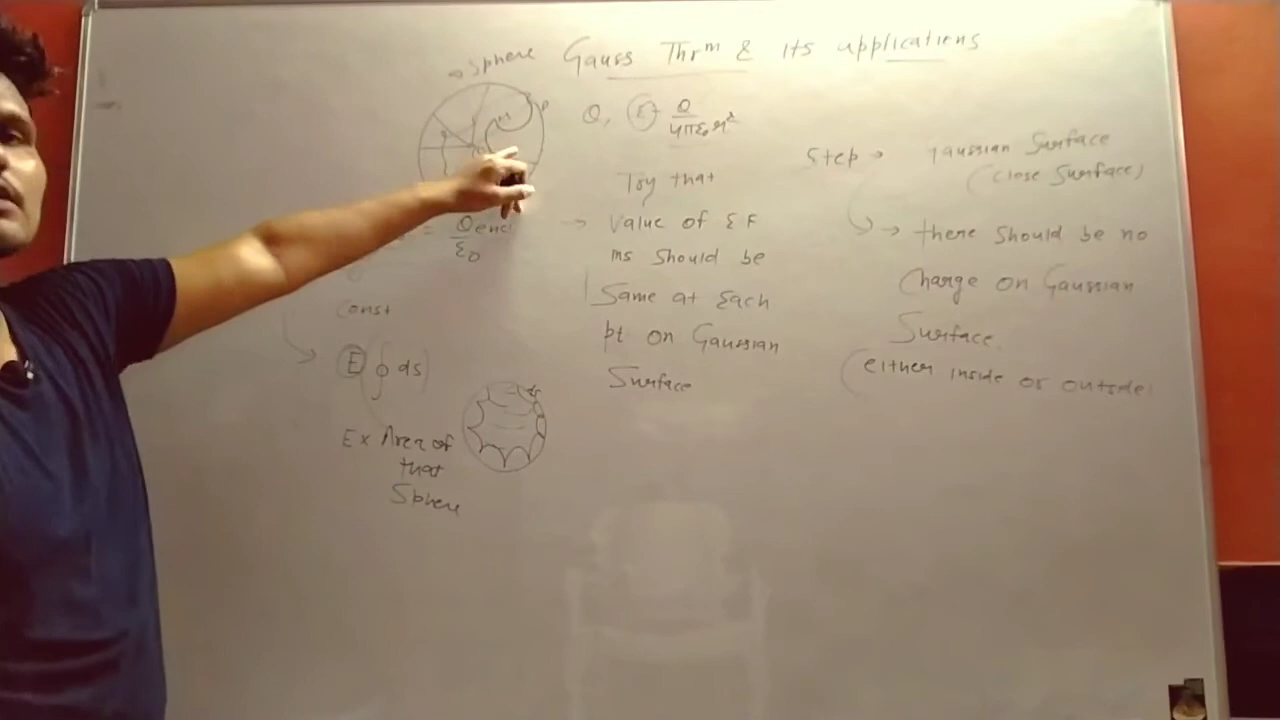 Gauss Thrm & its applications
→ Sphere
P
Q, E → Q / 4πε₀r²
= Qenc / ε₀
const
E ∮ ds
Ex Area of
that
Sphere
ds
Try that
→ Value of EF
ms should be
Same at Each
pt on Gaussian
Surface
Step → Gaussian Surface
(Close Surface)
→ there should be no
Charge on Gaussian
Surface.
(either inside or outside)